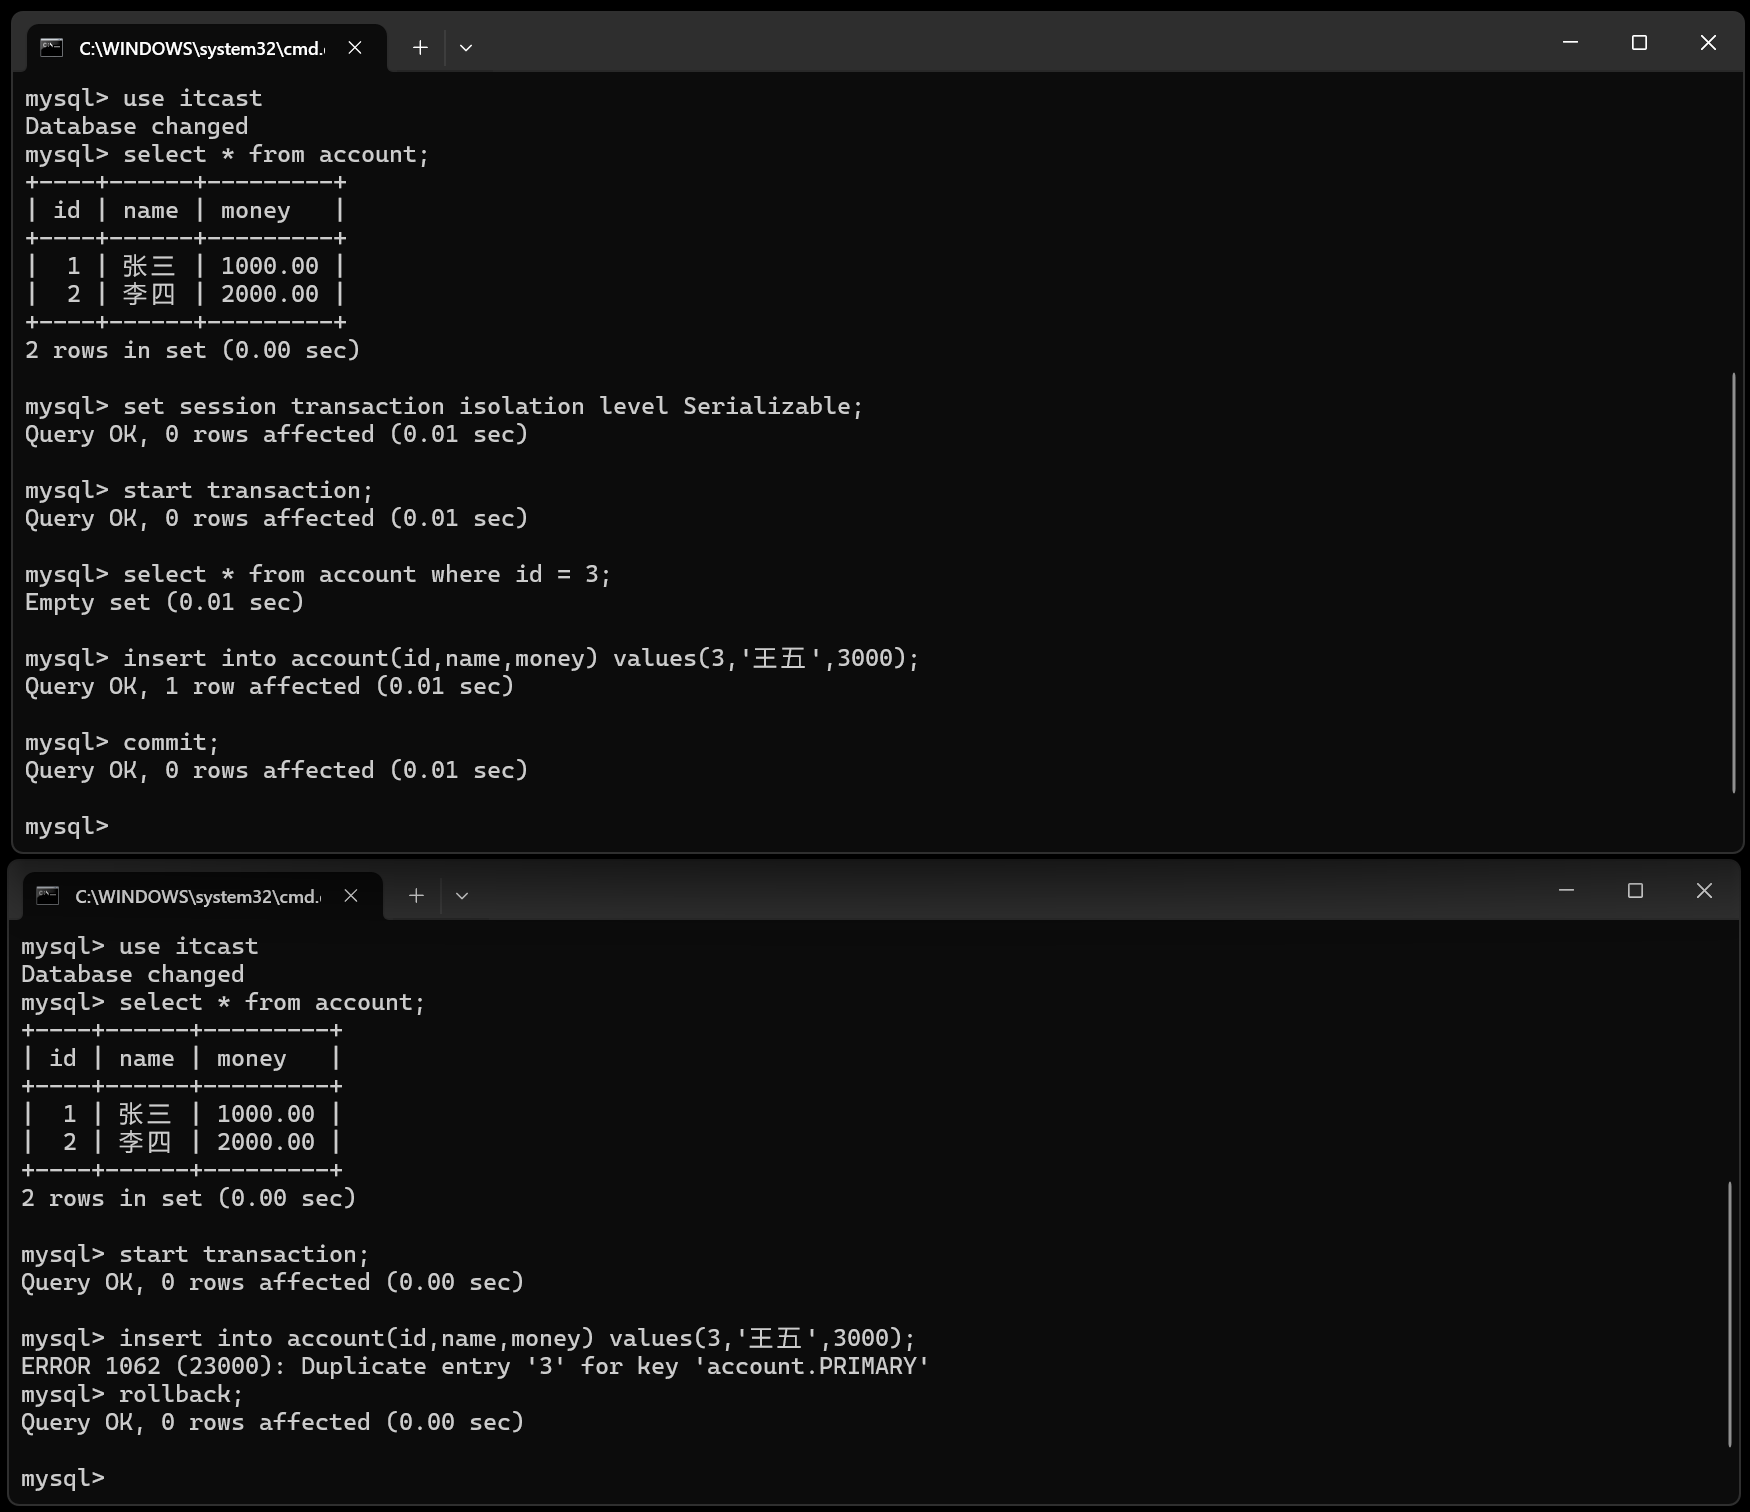 C:\WINDOWS\system32\cmd.
mysql> use itcast
Database changed
mysql> select * from account;
+----+------+---------+
| id | name | money   |
+----+------+---------+
|  1 | 张三 | 1000.00 |
|  2 | 李四 | 2000.00 |
+----+------+---------+
2 rows in set (0.00 sec)
mysql> set session transaction isolation level Serializable;
Query OK, 0 rows affected (0.01 sec)
mysql> start transaction;
Query OK, 0 rows affected (0.01 sec)
mysql> select * from account where id = 3;
Empty set (0.01 sec)
mysql> insert into account(id,name,money) values(3,'王五',3000);
Query OK, 1 row affected (0.01 sec)
mysql> commit;
Query OK, 0 rows affected (0.01 sec)
mysql>
C:\WINDOWS\system32\cmd.
mysql> use itcast
Database changed
mysql> select * from account;
+----+------+---------+
| id | name | money   |
+----+------+---------+
|  1 | 张三 | 1000.00 |
|  2 | 李四 | 2000.00 |
+----+------+---------+
2 rows in set (0.00 sec)
mysql> start transaction;
Query OK, 0 rows affected (0.00 sec)
mysql> insert into account(id,name,money) values(3,'王五',3000);
ERROR 1062 (23000): Duplicate entry '3' for key 'account.PRIMARY'
mysql> rollback;
Query OK, 0 rows affected (0.00 sec)
mysql>